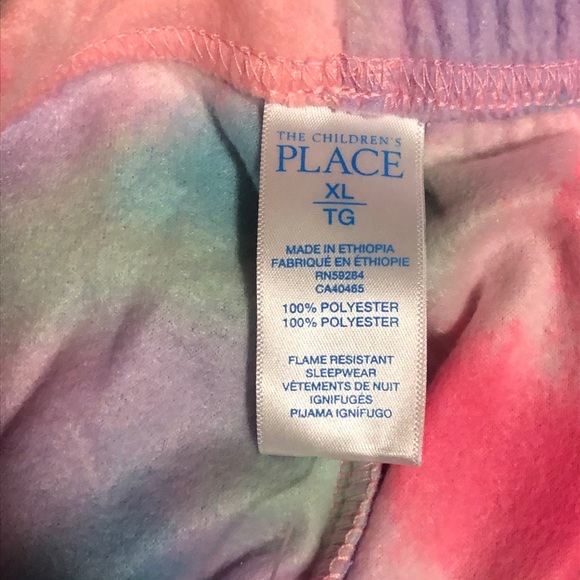 THE CHILDREN'S
PLACE
XL
TG
MADE IN ETHIOPIA
FABRIQUÉ EN ÉTHIOPIE
RN59284
CA40465
100% POLYESTER
100% POLYESTER
FLAME RESISTANT
SLEEPWEAR
VÊTEMENTS DE NUIT
IGNIFUGÉS
PIJAMA IGNÍFUGO